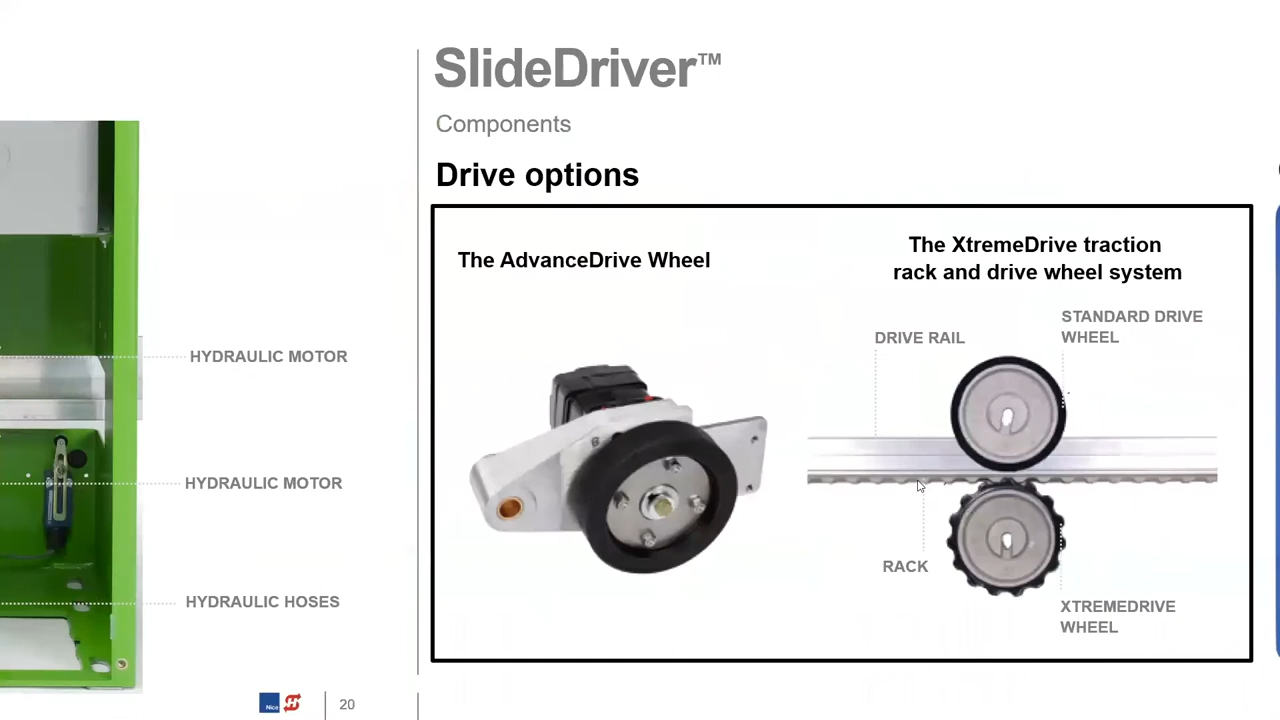 SlideDriver™
Components
Drive options
The AdvanceDrive Wheel
The XtremeDrive traction
rack and drive wheel system
STANDARD DRIVE
WHEEL
DRIVE RAIL
RACK
XTREMEDRIVE
WHEEL
HYDRAULIC MOTOR
HYDRAULIC MOTOR
HYDRAULIC HOSES
Nice H
20